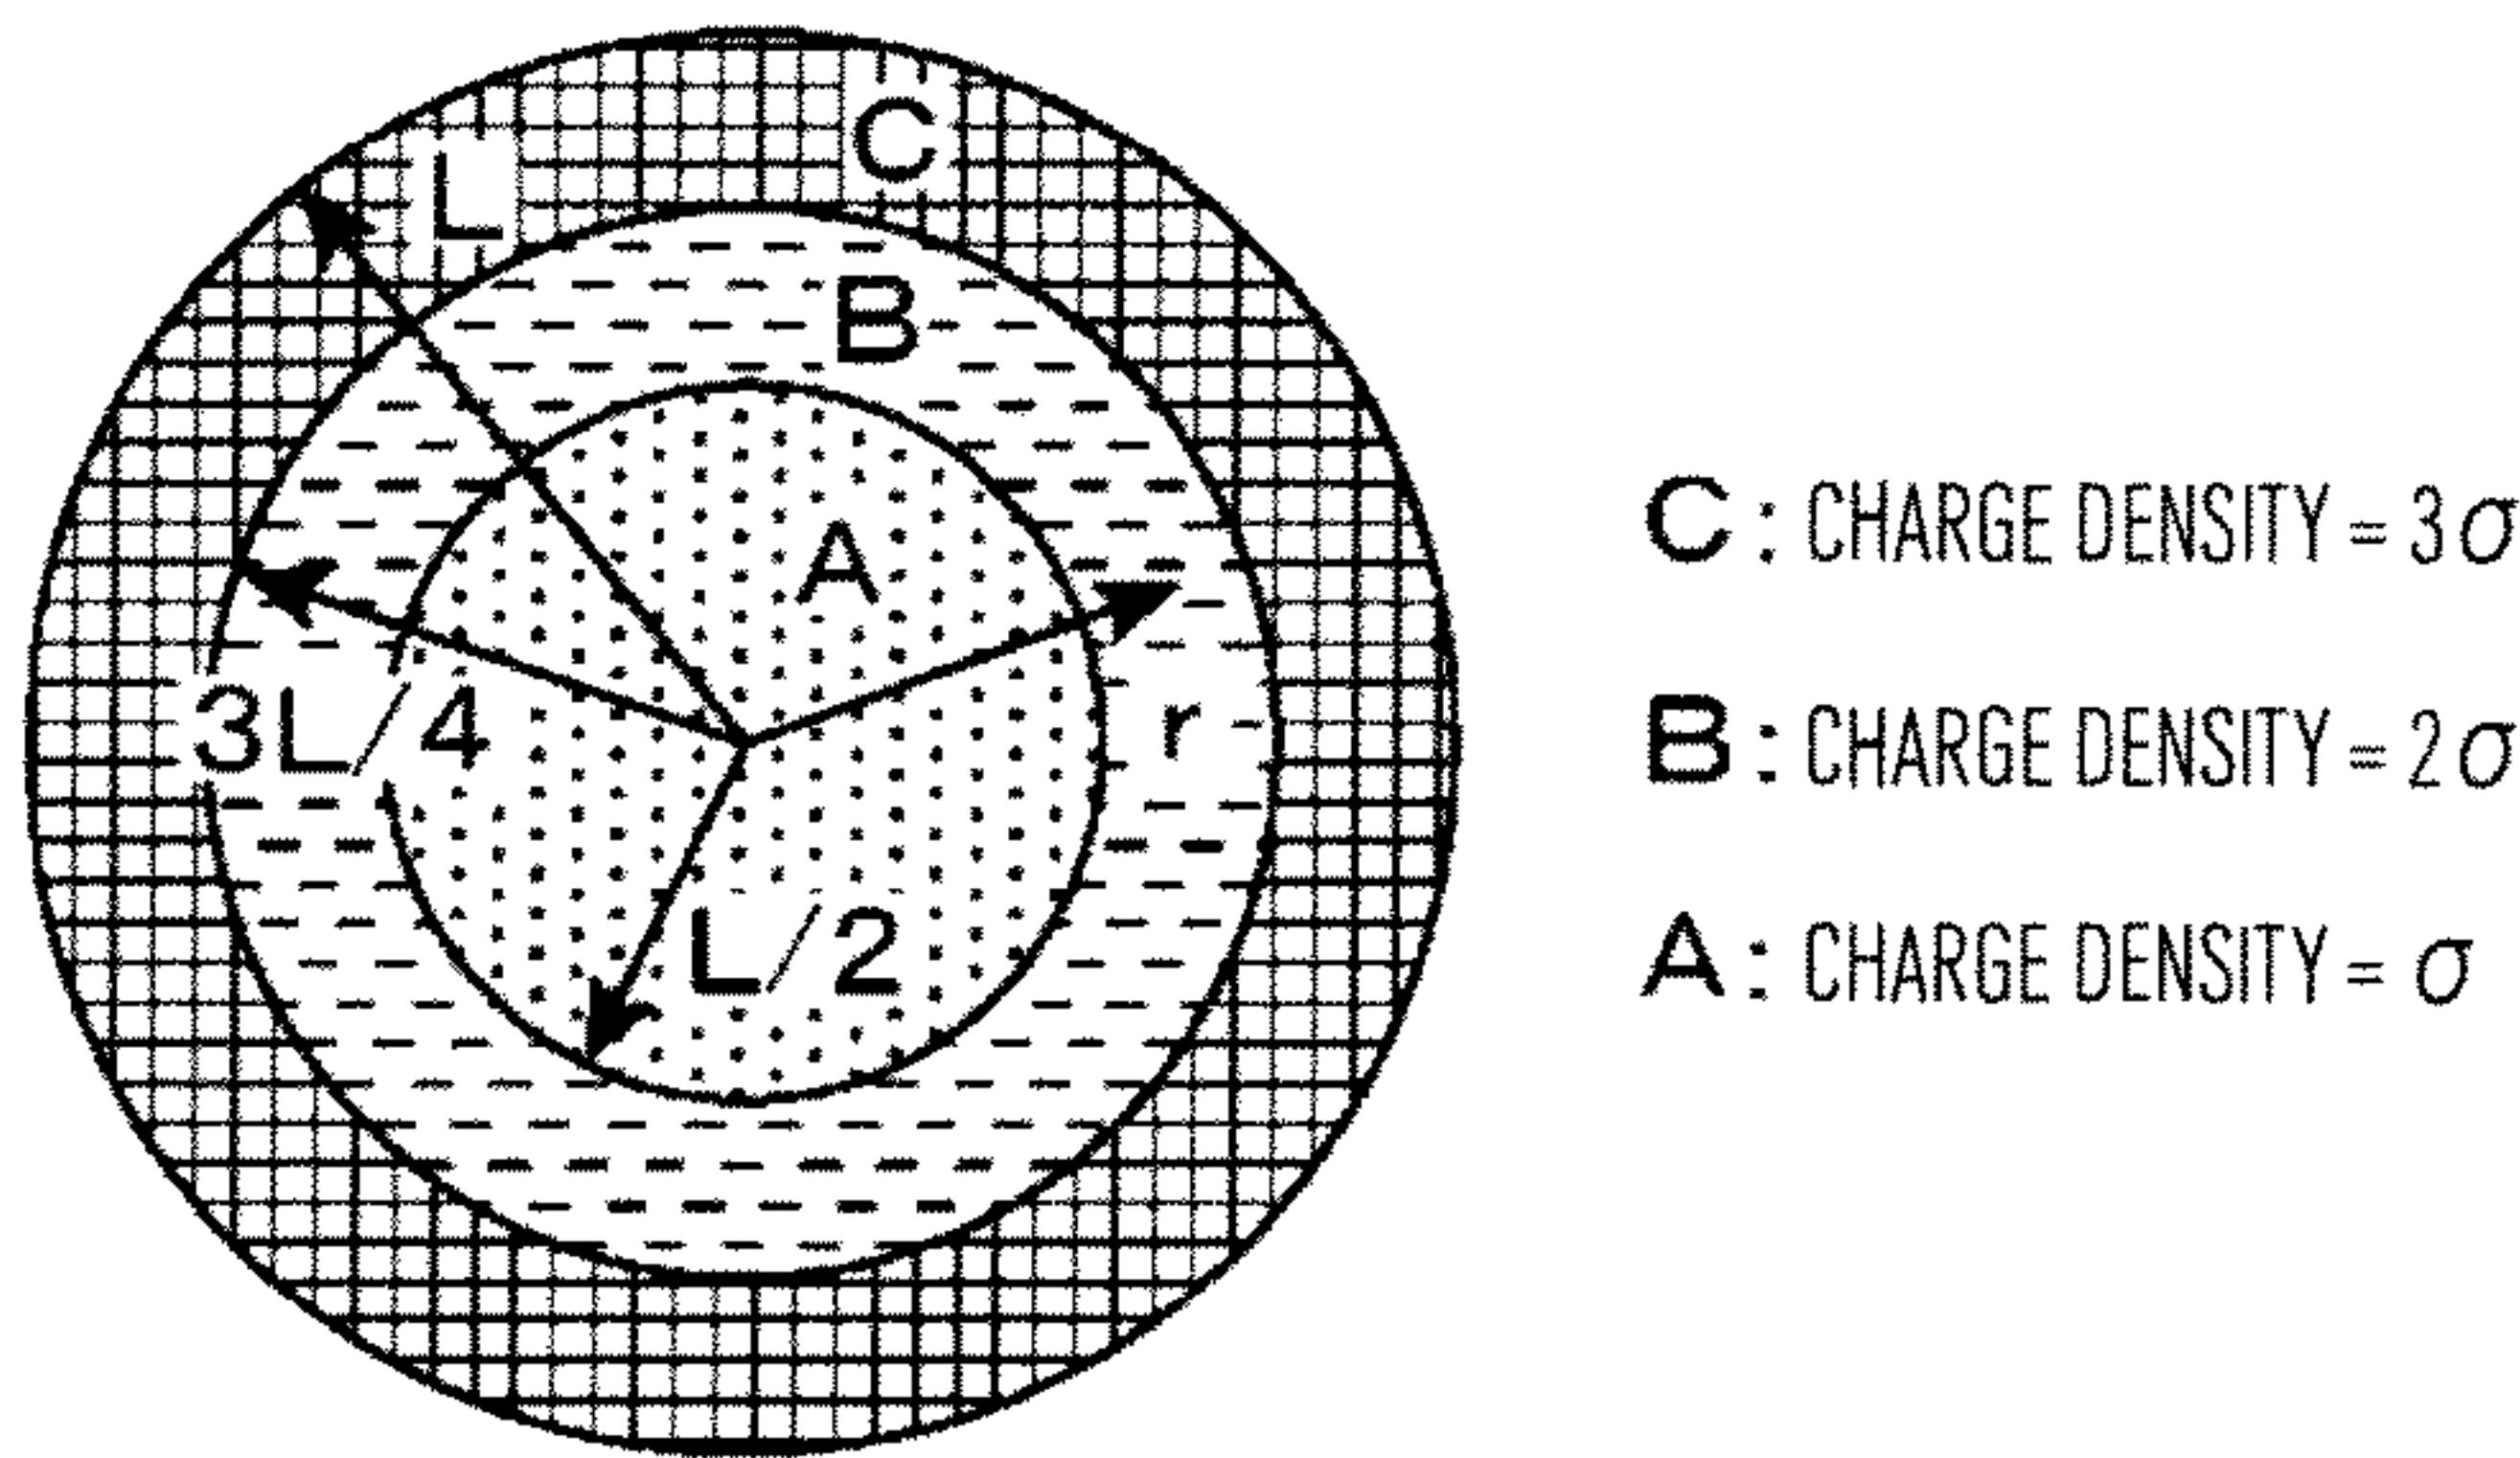 C
L
B
A
3L/4
r
L/2
C: CHARGE DENSITY = 3σ
B: CHARGE DENSITY = 2σ
A: CHARGE DENSITY = σ